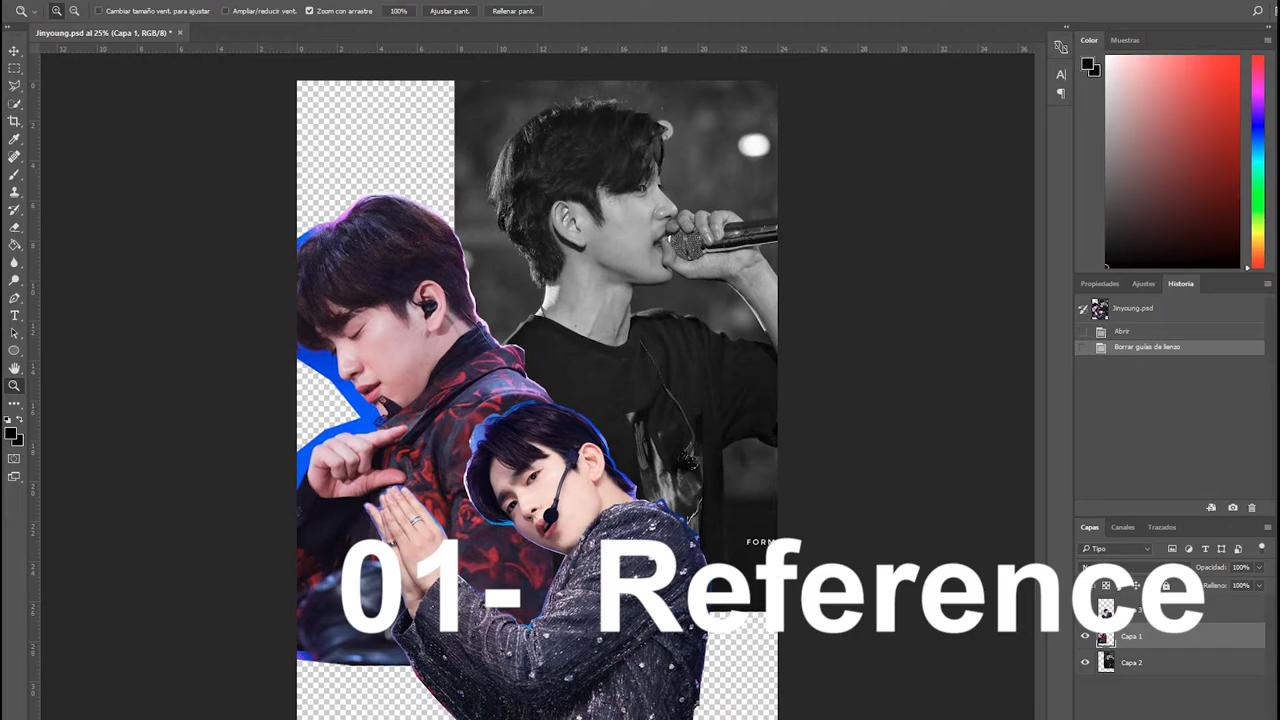 Cambiar tamaño vent. para ajustar
Ampliar/reducir vent.
Zoom con arrastre
100%
Ajustar pant.
Rellenar pant.
Jinyoung.psd al 25% (Capa 1, RGB/8) *
Color
Muestras
Propiedades
Ajustes
Historia
Jinyoung.psd
Abrir
Borrar guías de lienzo
Capas
Canales
Trazados
Tipo
Opacidad:
100%
Relleno:
100%
Capa 1
Capa 2
FORM
01- Reference